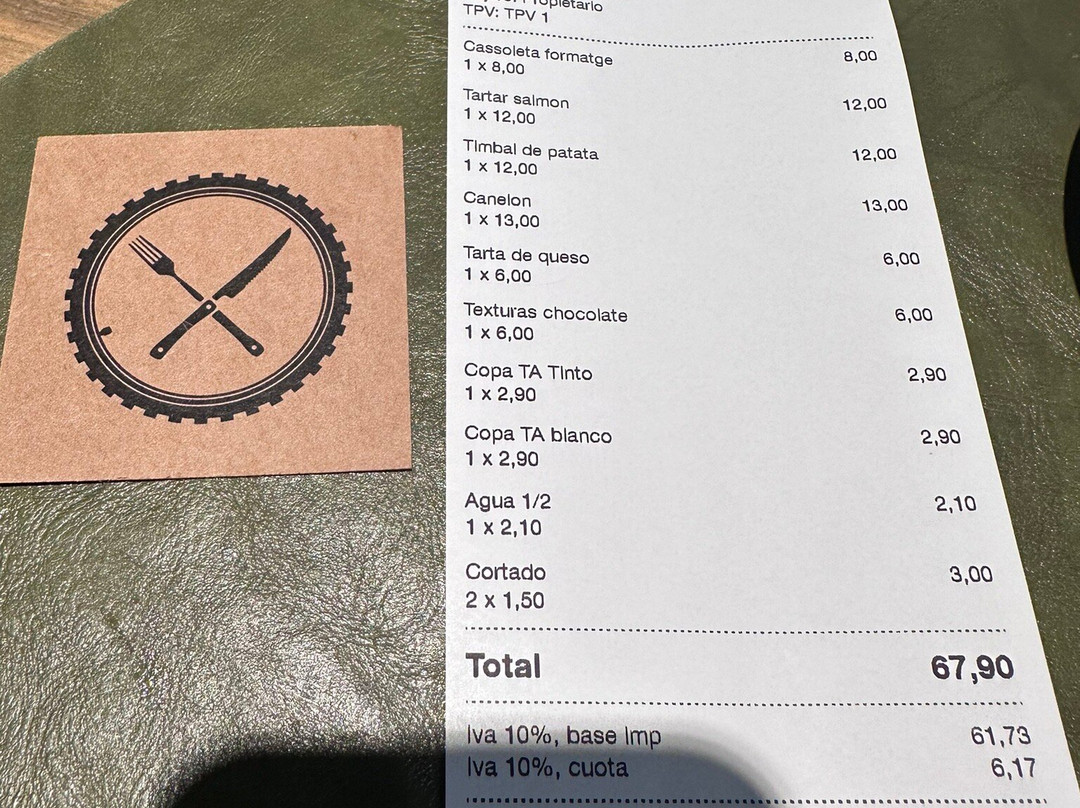 TPV: TPV 1
Cassoleta formatge 8,00
1 x 8,00
Tartar salmon 12,00
1 x 12,00
Timbal de patata 12,00
1 x 12,00
Canelon 13,00
1 x 13,00
Tarta de queso 6,00
1 x 6,00
Texturas chocolate 6,00
1 x 6,00
Copa TA Tinto 2,90
1 x 2,90
Copa TA blanco 2,90
1 x 2,90
Agua 1/2 2,10
1 x 2,10
Cortado 3,00
2 x 1,50
Total 67,90
Iva 10%, base Imp 61,73
Iva 10%, cuota 6,17